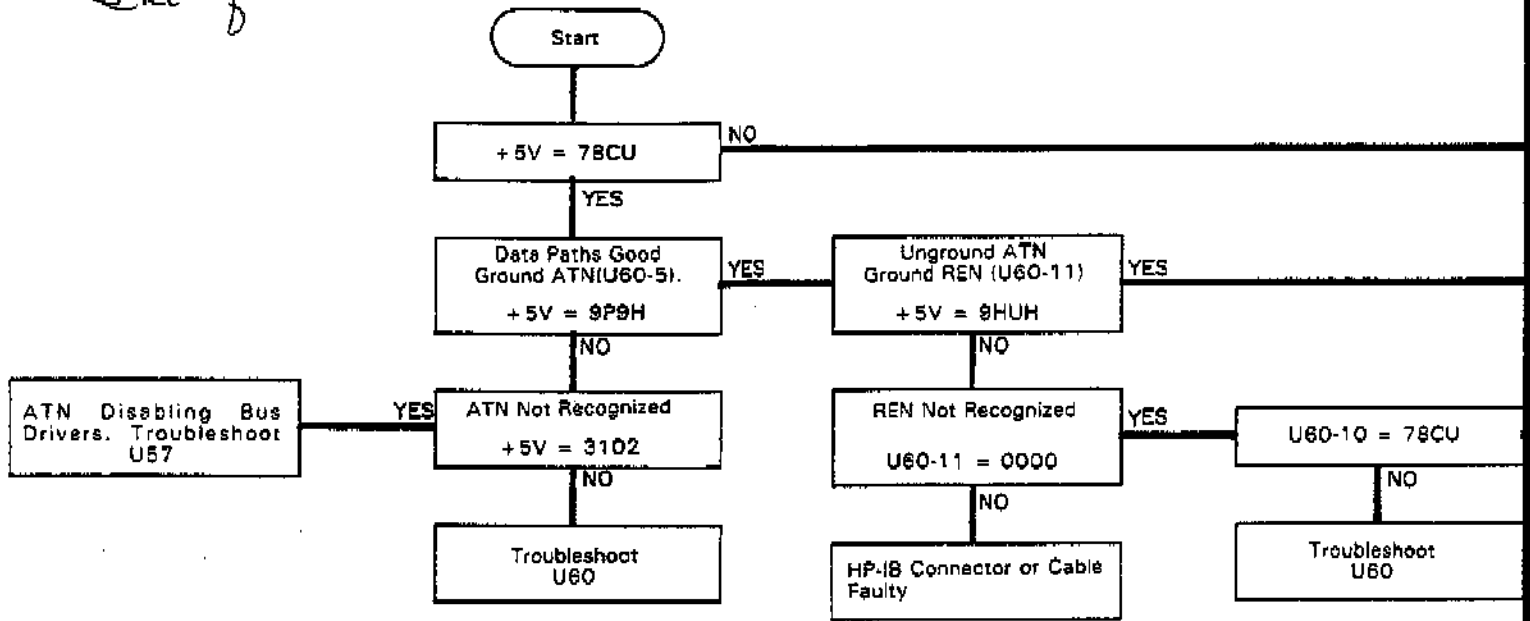 Start
+5V = 78CU
NO
YES
Data Paths Good
Ground ATN(U60-5).
+5V = 9P9H
YES
Unground ATN
Ground REN (U60-11)
+5V = 9HUH
YES
NO
NO
ATN Disabling Bus
Drivers. Troubleshoot
U57
YES
ATN Not Recognized
+5V = 3102
REN Not Recognized
U60-11 = 0000
YES
U60-10 = 78CU
NO
NO
NO
Troubleshoot
U60
HP-IB Connector or Cable
Faulty
Troubleshoot
U60